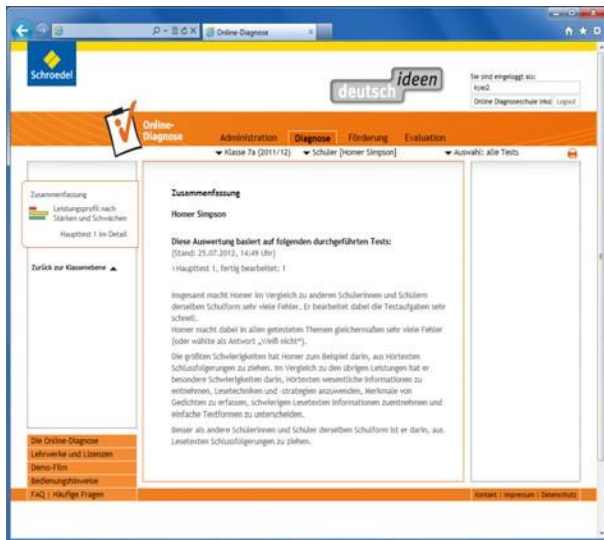 Online-Diagnose
Schroedel
deutsch ideen
Sie sind eingeloggt als:
kyao2
Online Diagnoseschule Inko Logout
Online-
Diagnose
Administration Diagnose Förderung Evaluation
Klasse 7a (2011/12) Schüler [Homer Simpson] Auswahl: alle Tests
Zusammenfassung
Leistungsprofil nach
Stärken und Schwächen
Haupttest 1 im Detail
Zurück zur Klassenebene
Zusammenfassung
Homer Simpson
Diese Auswertung basiert auf folgenden durchgeführten Tests:
(Stand: 25.07.2012, 14:49 Uhr)
› Haupttest 1, fertig bearbeitet: 1
Insgesamt macht Homer im Vergleich zu anderen Schülerinnen und Schülern
derselben Schulform sehr viele Fehler. Er bearbeitet dabei die Testaufgaben sehr
schnell.
Homer macht dabei in allen getesteten Themen gleichermaßen sehr viele Fehler
(oder wählte als Antwort „Weiß nicht“).
Die größten Schwierigkeiten hat Homer zum Beispiel darin, aus Hörtexten
Schlussfolgerungen zu ziehen. Im Vergleich zu den übrigen Leistungen hat er
besondere Schwierigkeiten darin, Hörtexten wesentliche Informationen zu
entnehmen, Lesetechniken und -strategien anzuwenden, Merkmale von
Gedichten zu erfassen, schwierigen Lesetexten Informationen zuentnehmen und
einfache Textformen zu unterscheiden.
Besser als andere Schülerinnen und Schüler derselben Schulform ist er darin, aus
Lesetexten Schlussfolgerungen zu ziehen.
Die Online-Diagnose
Lehrwerke und Lizenzen
Demo-Film
Bedienungshinweise
FAQ | Häufige Fragen
Kontakt | Impressum | Datenschutz